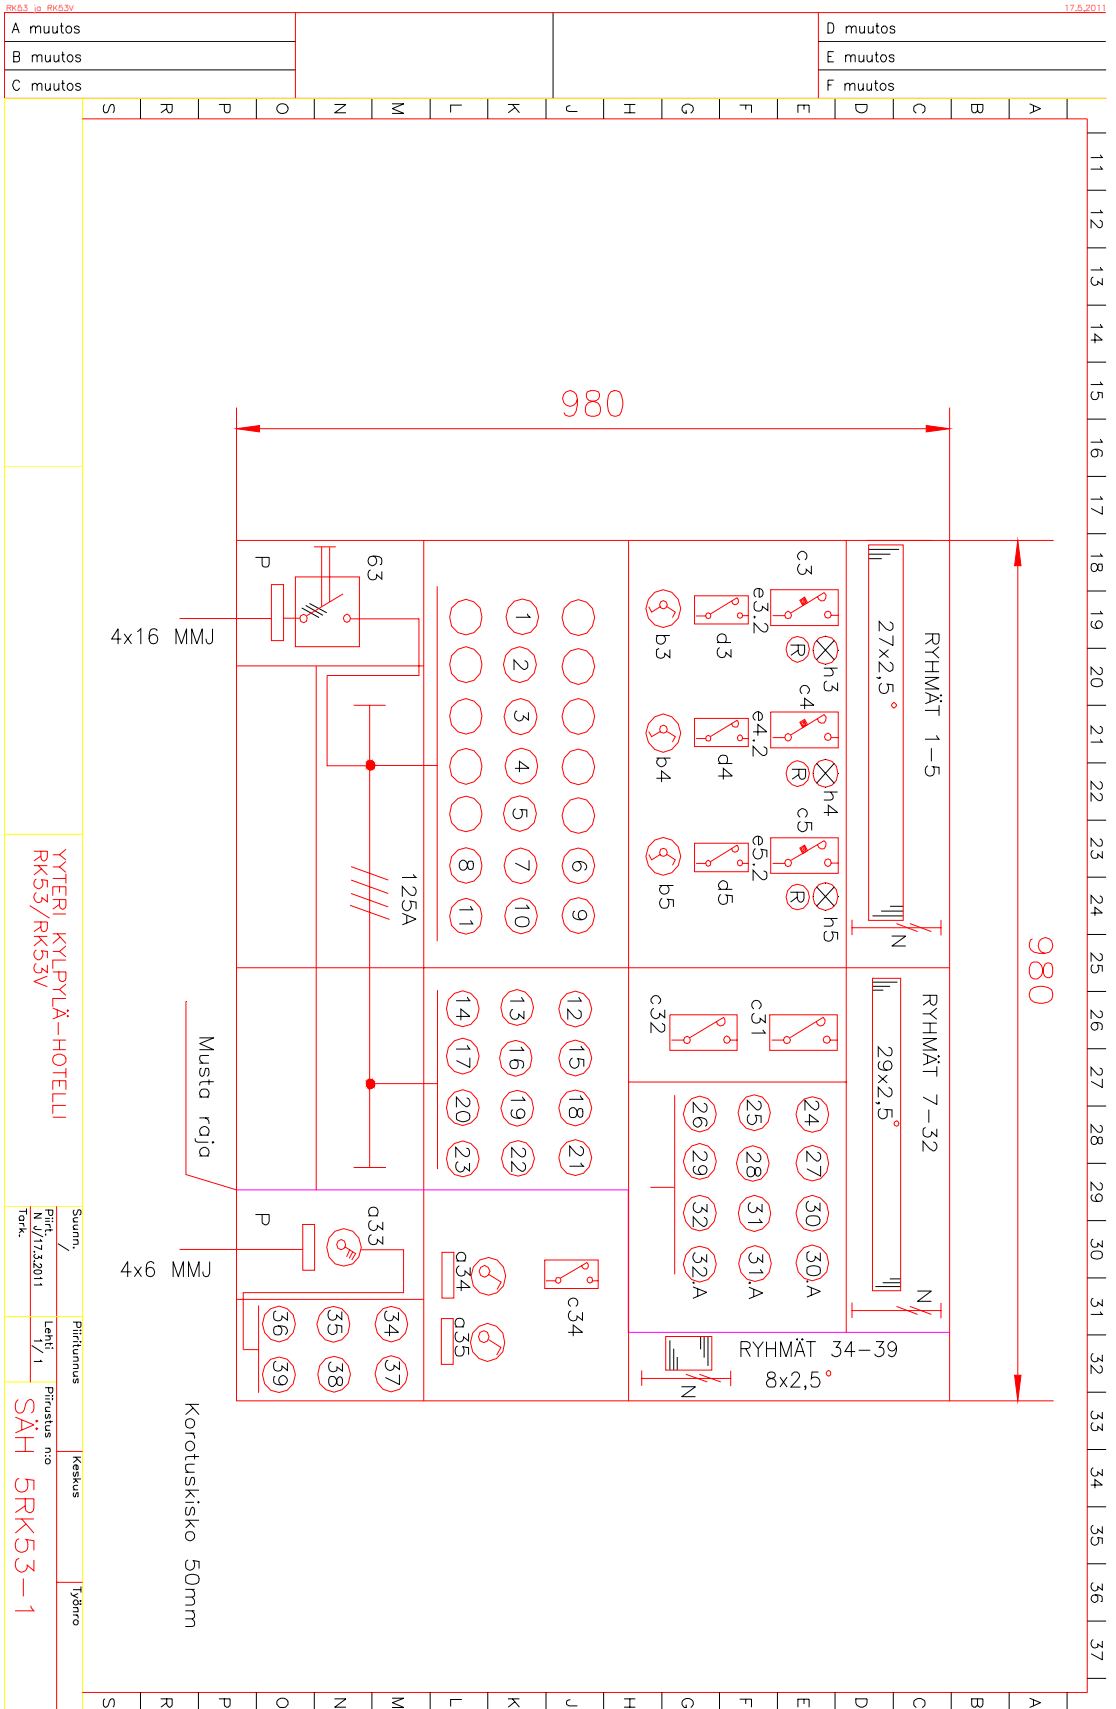 RK53 ja RK53V
17.5.2011
A muutos
B muutos
C muutos
D muutos
E muutos
F muutos
S R P O N M L K J H G F E D C B A
11
12
13
14
15
16
17
18
19
20
21
22
23
24
25
26
27
28
29
30
31
32
33
34
35
36
37
980
980
RYHMÄT 1-5
27x2,5°
N
RYHMÄT 7-32
29x2,5°
N
RYHMÄT 34-39
8x2,5°
N
c3
e3.2
R
h3
d3
b3
c4
e4.2
R
h4
d4
b4
c5
e5.2
R
h5
d5
b5
c31
c32
24 27 30 30.A
25 28 31 31.A
26 29 32 32.A
6 9
1 2 3 4 5 7 10
8 11
12 15 18 21
13 16 19 22
14 17 20 23
c34
a34
a35
63
P
4x16 MMJ
125A
Musta raja
a33
P
4x6 MMJ
34 37
35 38
36 39
Korotuskisko 50mm
YYTERI KYLPYLÄ-HOTELLI
RK53/RK53V
Suunn.
/
Piirt.
N J/17.3.2011
Tark.
Piiritunnus
Lehti
1/1
Keskus
Työnro
Piirustus n:o
SÄH 5RK53-1
S R P O N M L K J H G F E D C B A